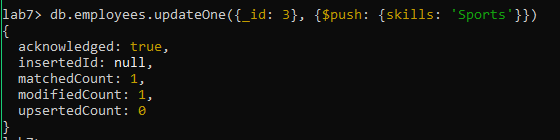 lab7> db.employees.updateOne({_id: 3}, {$push: {skills: 'Sports'}})
{
  acknowledged: true,
  insertedId: null,
  matchedCount: 1,
  modifiedCount: 1,
  upsertedCount: 0
}
lab7>